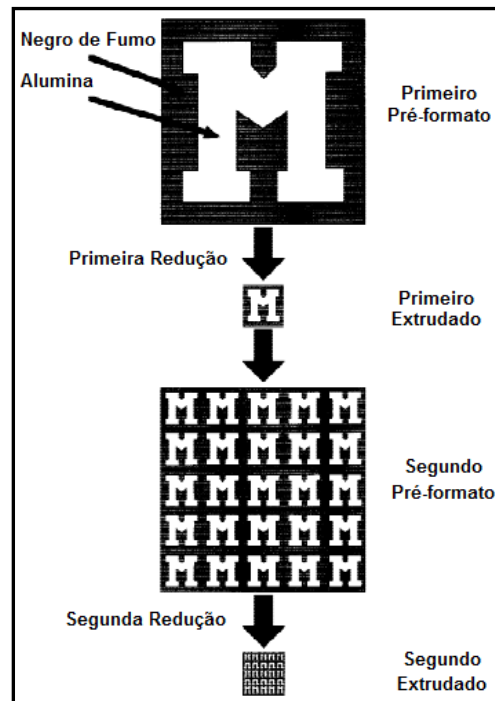 Negro de Fumo
Alumina
Primeiro
Pré-formato
Primeira Redução
Primeiro
Extrudado
Segundo
Pré-formato
Segunda Redução
Segundo
Extrudado